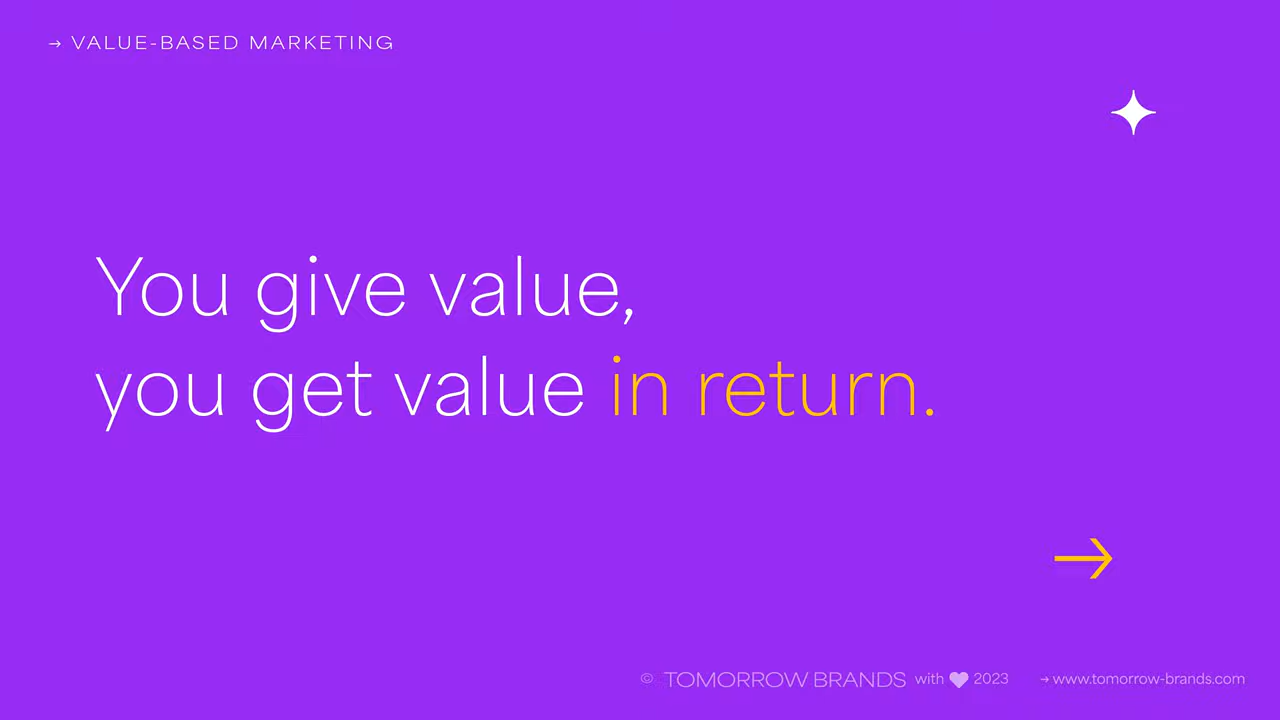 → VALUE-BASED MARKETING
You give value,
you get value in return.
© TOMORROW BRANDS with ♥ 2023 → www.tomorrow-brands.com